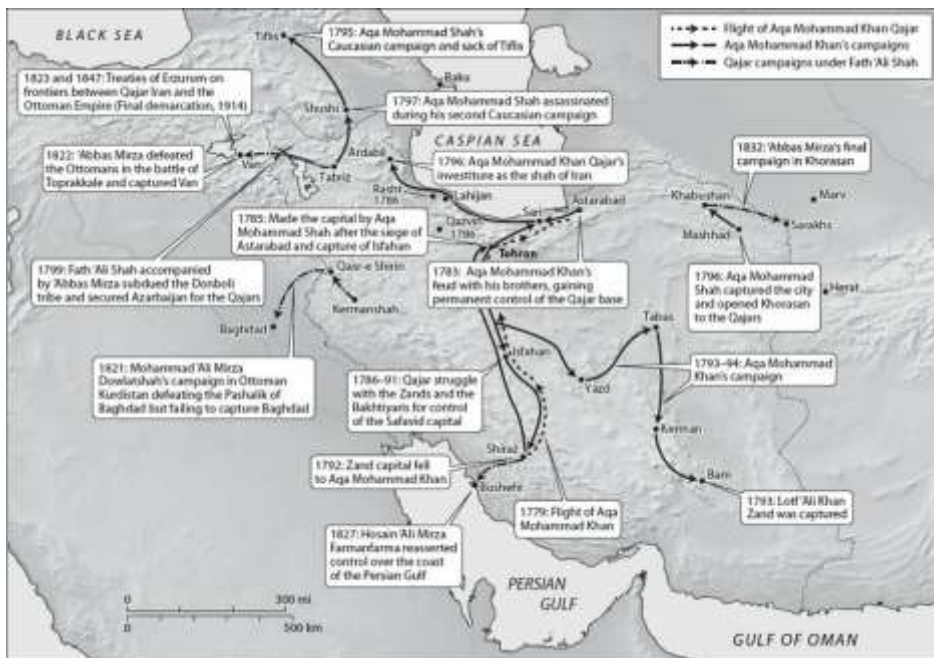 BLACK SEA
Tiflis
1795: Aqa Mohammad Shah's
Caucasian campaign and sack of Tiflis
Flight of Aqa Mohammad Khan Qajar
Aqa Mohammad Khan's campaigns
Qajar campaigns under Fath 'Ali Shah
1823 and 1847: Treaties of Erzurum on
frontiers between Qajar Iran and the
Ottoman Empire (Final demarcation, 1914)
Baku
Shushi
1797: Aqa Mohammad Shah assassinated
during his second Caucasian campaign
CASPIAN SEA
1822: 'Abbas Mirza defeated
the Ottomans in the battle of
Toprakkale and captured Van
Van
Tabriz
Ardabil
1796: Aqa Mohammad Khan Qajar's
investiture as the shah of Iran
1832: 'Abbas Mirza's final
campaign in Khorasan
Rasht
1786
Lahijan
Qazvin
1786
Sari
Astarabad
Khabushan
Marv
Sarakhs
Mashhad
1785: Made the capital by Aqa
Mohammad Shah after the siege of
Astarabad and capture of Isfahan
Tehran
1799: Fath 'Ali Shah accompanied
by 'Abbas Mirza subdued the Donboli
tribe and secured Azarbaijan for the Qajars
Qasr-e Shirin
Kermanshah
Baghdad
1783: Aqa Mohammad Khan's
feud with his brothers, gaining
permanent control of the Qajar base
1796: Aqa Mohammad
Shah captured the city
and opened Khorasan
to the Qajars
Herat
Tabas
Isfahan
Yazd
1793–94: Aqa Mohammad
Khan's campaign
1821: Mohammad 'Ali Mirza
Dowlatshah's campaign in Ottoman
Kurdistan defeating the Pashalik of
Baghdad but failing to capture Baghdad
1786–91: Qajar struggle
with the Zands and the
Bakhtiyaris for control
of the Safavid capital
Kerman
Shiraz
1792: Zand capital fell
to Aqa Mohammad Khan
Bushehr
Bam
1793: Lotf 'Ali Khan
Zand was captured
1779: Flight of Aqa
Mohammad Khan
1827: Hosain 'Ali Mirza
Farmanfarma reasserted
control over the coast
of the Persian Gulf
PERSIAN
GULF
GULF OF OMAN
0 300 mi
0 500 km